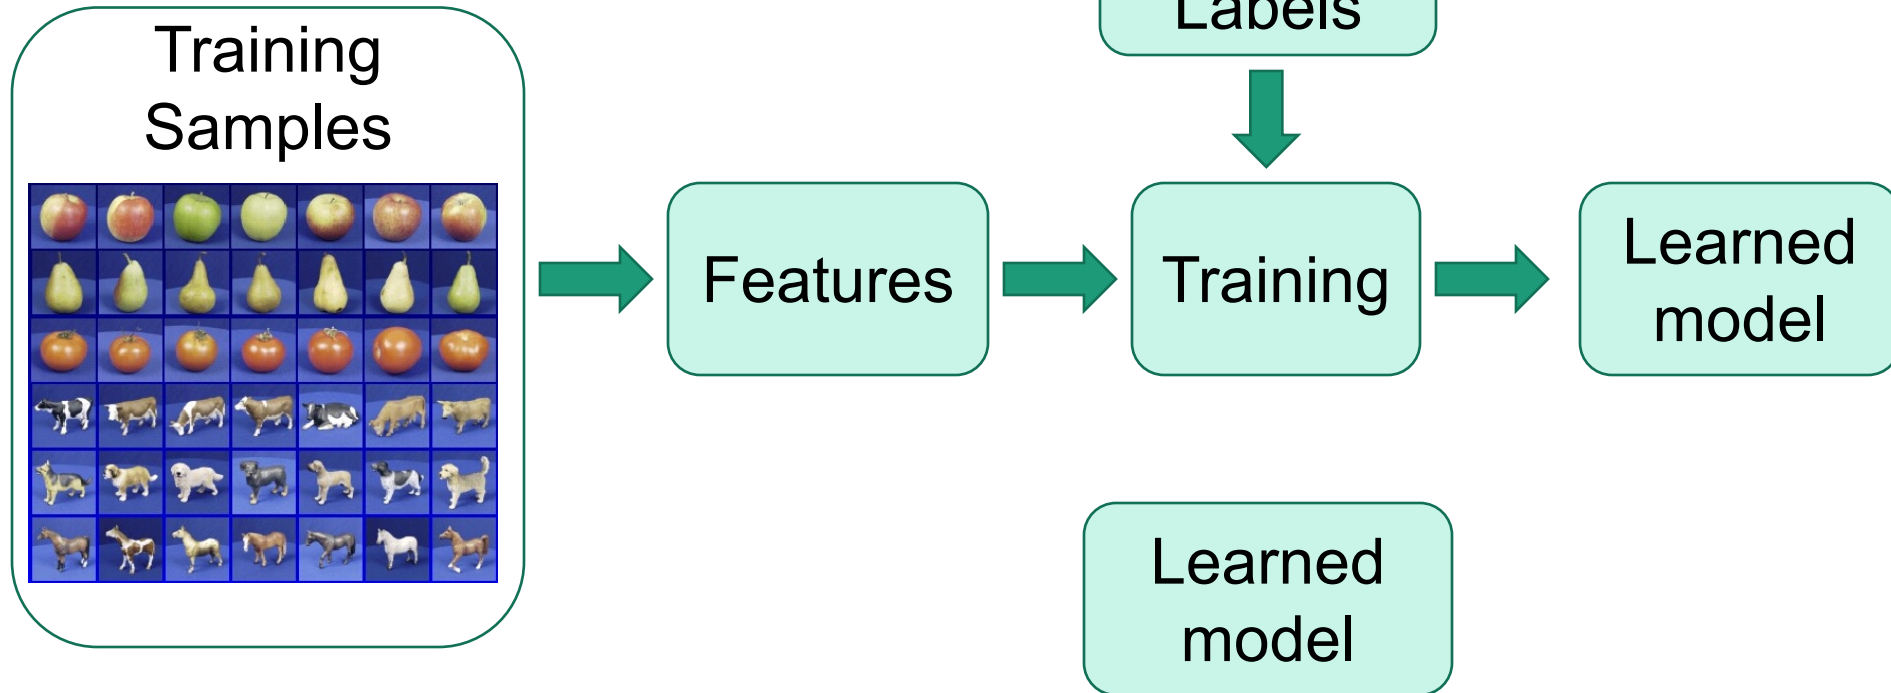 Labels
Training
Samples
Features
Training
Learned
model
Learned
model